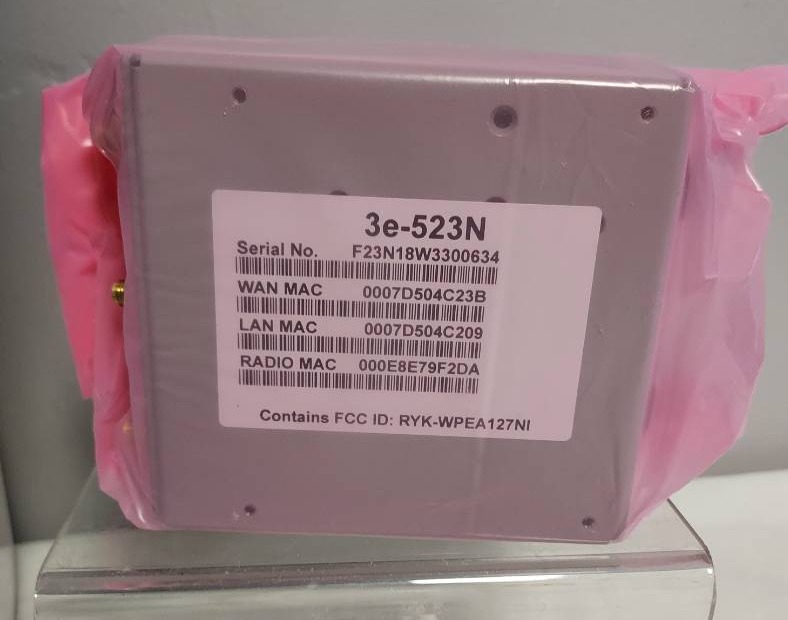 3e-523N
Serial No. F23N18W3300634
WAN MAC 0007D504C23B
LAN MAC 0007D504C209
RADIO MAC 000E8E79F2DA
Contains FCC ID: RYK-WPEA127NI